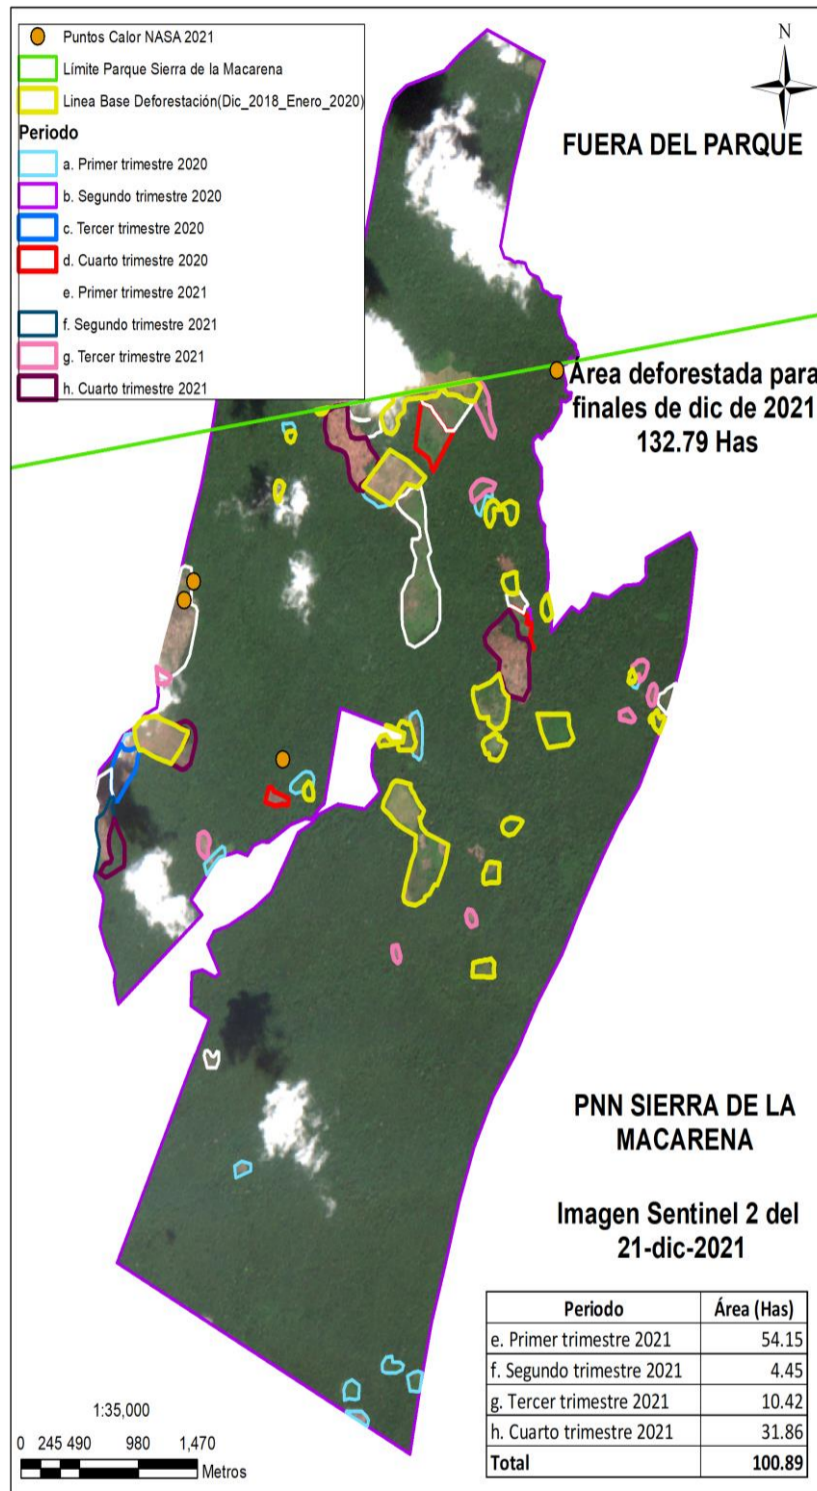 Puntos Calor NASA 2021
Límite Parque Sierra de la Macarena
Linea Base Deforestación(Dic_2018_Enero_2020)
Periodo
a. Primer trimestre 2020
b. Segundo trimestre 2020
c. Tercer trimestre 2020
d. Cuarto trimestre 2020
e. Primer trimestre 2021
f. Segundo trimestre 2021
g. Tercer trimestre 2021
h. Cuarto trimestre 2021
N
FUERA DEL PARQUE
Área deforestada para
finales de dic de 2021
132.79 Has
PNN SIERRA DE LA
MACARENA
Imagen Sentinel 2 del
21-dic-2021
Periodo Área (Has)
e. Primer trimestre 2021 54.15
f. Segundo trimestre 2021 4.45
g. Tercer trimestre 2021 10.42
h. Cuarto trimestre 2021 31.86
Total 100.89
1:35,000
0 245 490 980 1,470
Metros